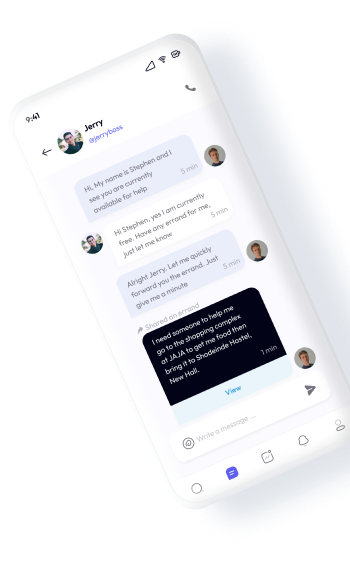 9:41
Jerry
@jerryboss
Hi, My name is Stephen and I
see you are currently
available for help
5 min
Hi Stephen, yes I am currently
free. Have any errand for me,
just let me know
5 min
Alright Jerry. Let me quickly
forward you the errand. Just
give me a minute
5 min
Shared an errand
I need someone to help me
go to the shopping complex
at JAJA to get me food then
bring it to Shodeinde Hostel,
New Hall.
1 min
View
Write a message ...